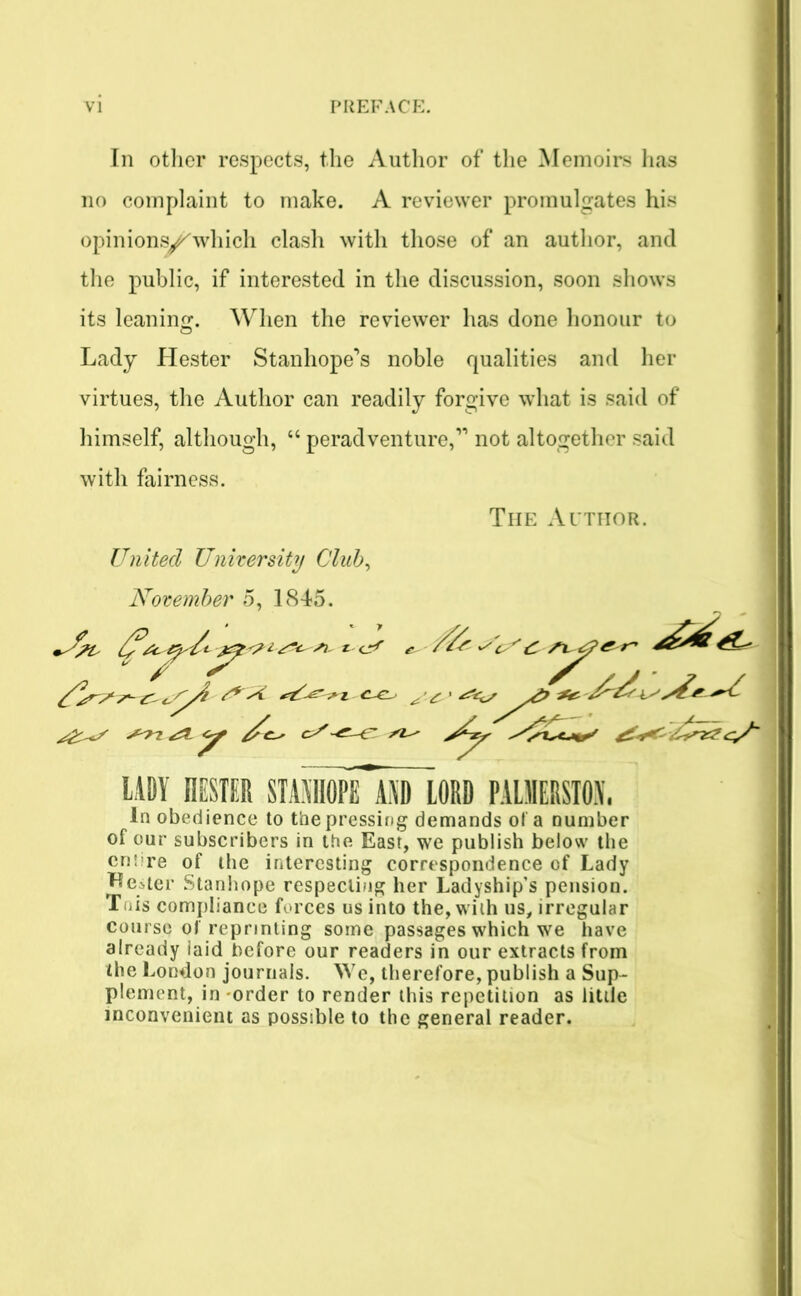 vi PREFACE.
In other respects, the Author of the Memoirs has
no complaint to make. A reviewer promulgates his
opinions, which clash with those of an author, and
the public, if interested in the discussion, soon shows
its leaning. When the reviewer has done honour to
Lady Hester Stanhope's noble qualities and her
virtues, the Author can readily forgive what is said of
himself, although, “ peradventure,” not altogether said
with fairness.
THE AUTHOR.
United University Club,
November 5, 1845.
In
as may be seen by
LADY HESTER STANHOPE AND LORD PALMERSTON.
In obedience to the pressing demands of a number
of our subscribers in the East, we publish below the
entire of the interesting correspondence of Lady
Hester Stanhope respecting her Ladyship's pension.
This compliance forces us into the, with us, irregular
course of reprinting some passages which we have
already laid before our readers in our extracts from
the London journals. We, therefore, publish a Sup-
plement, in order to render this repetition as little
inconvenient as possible to the general reader.